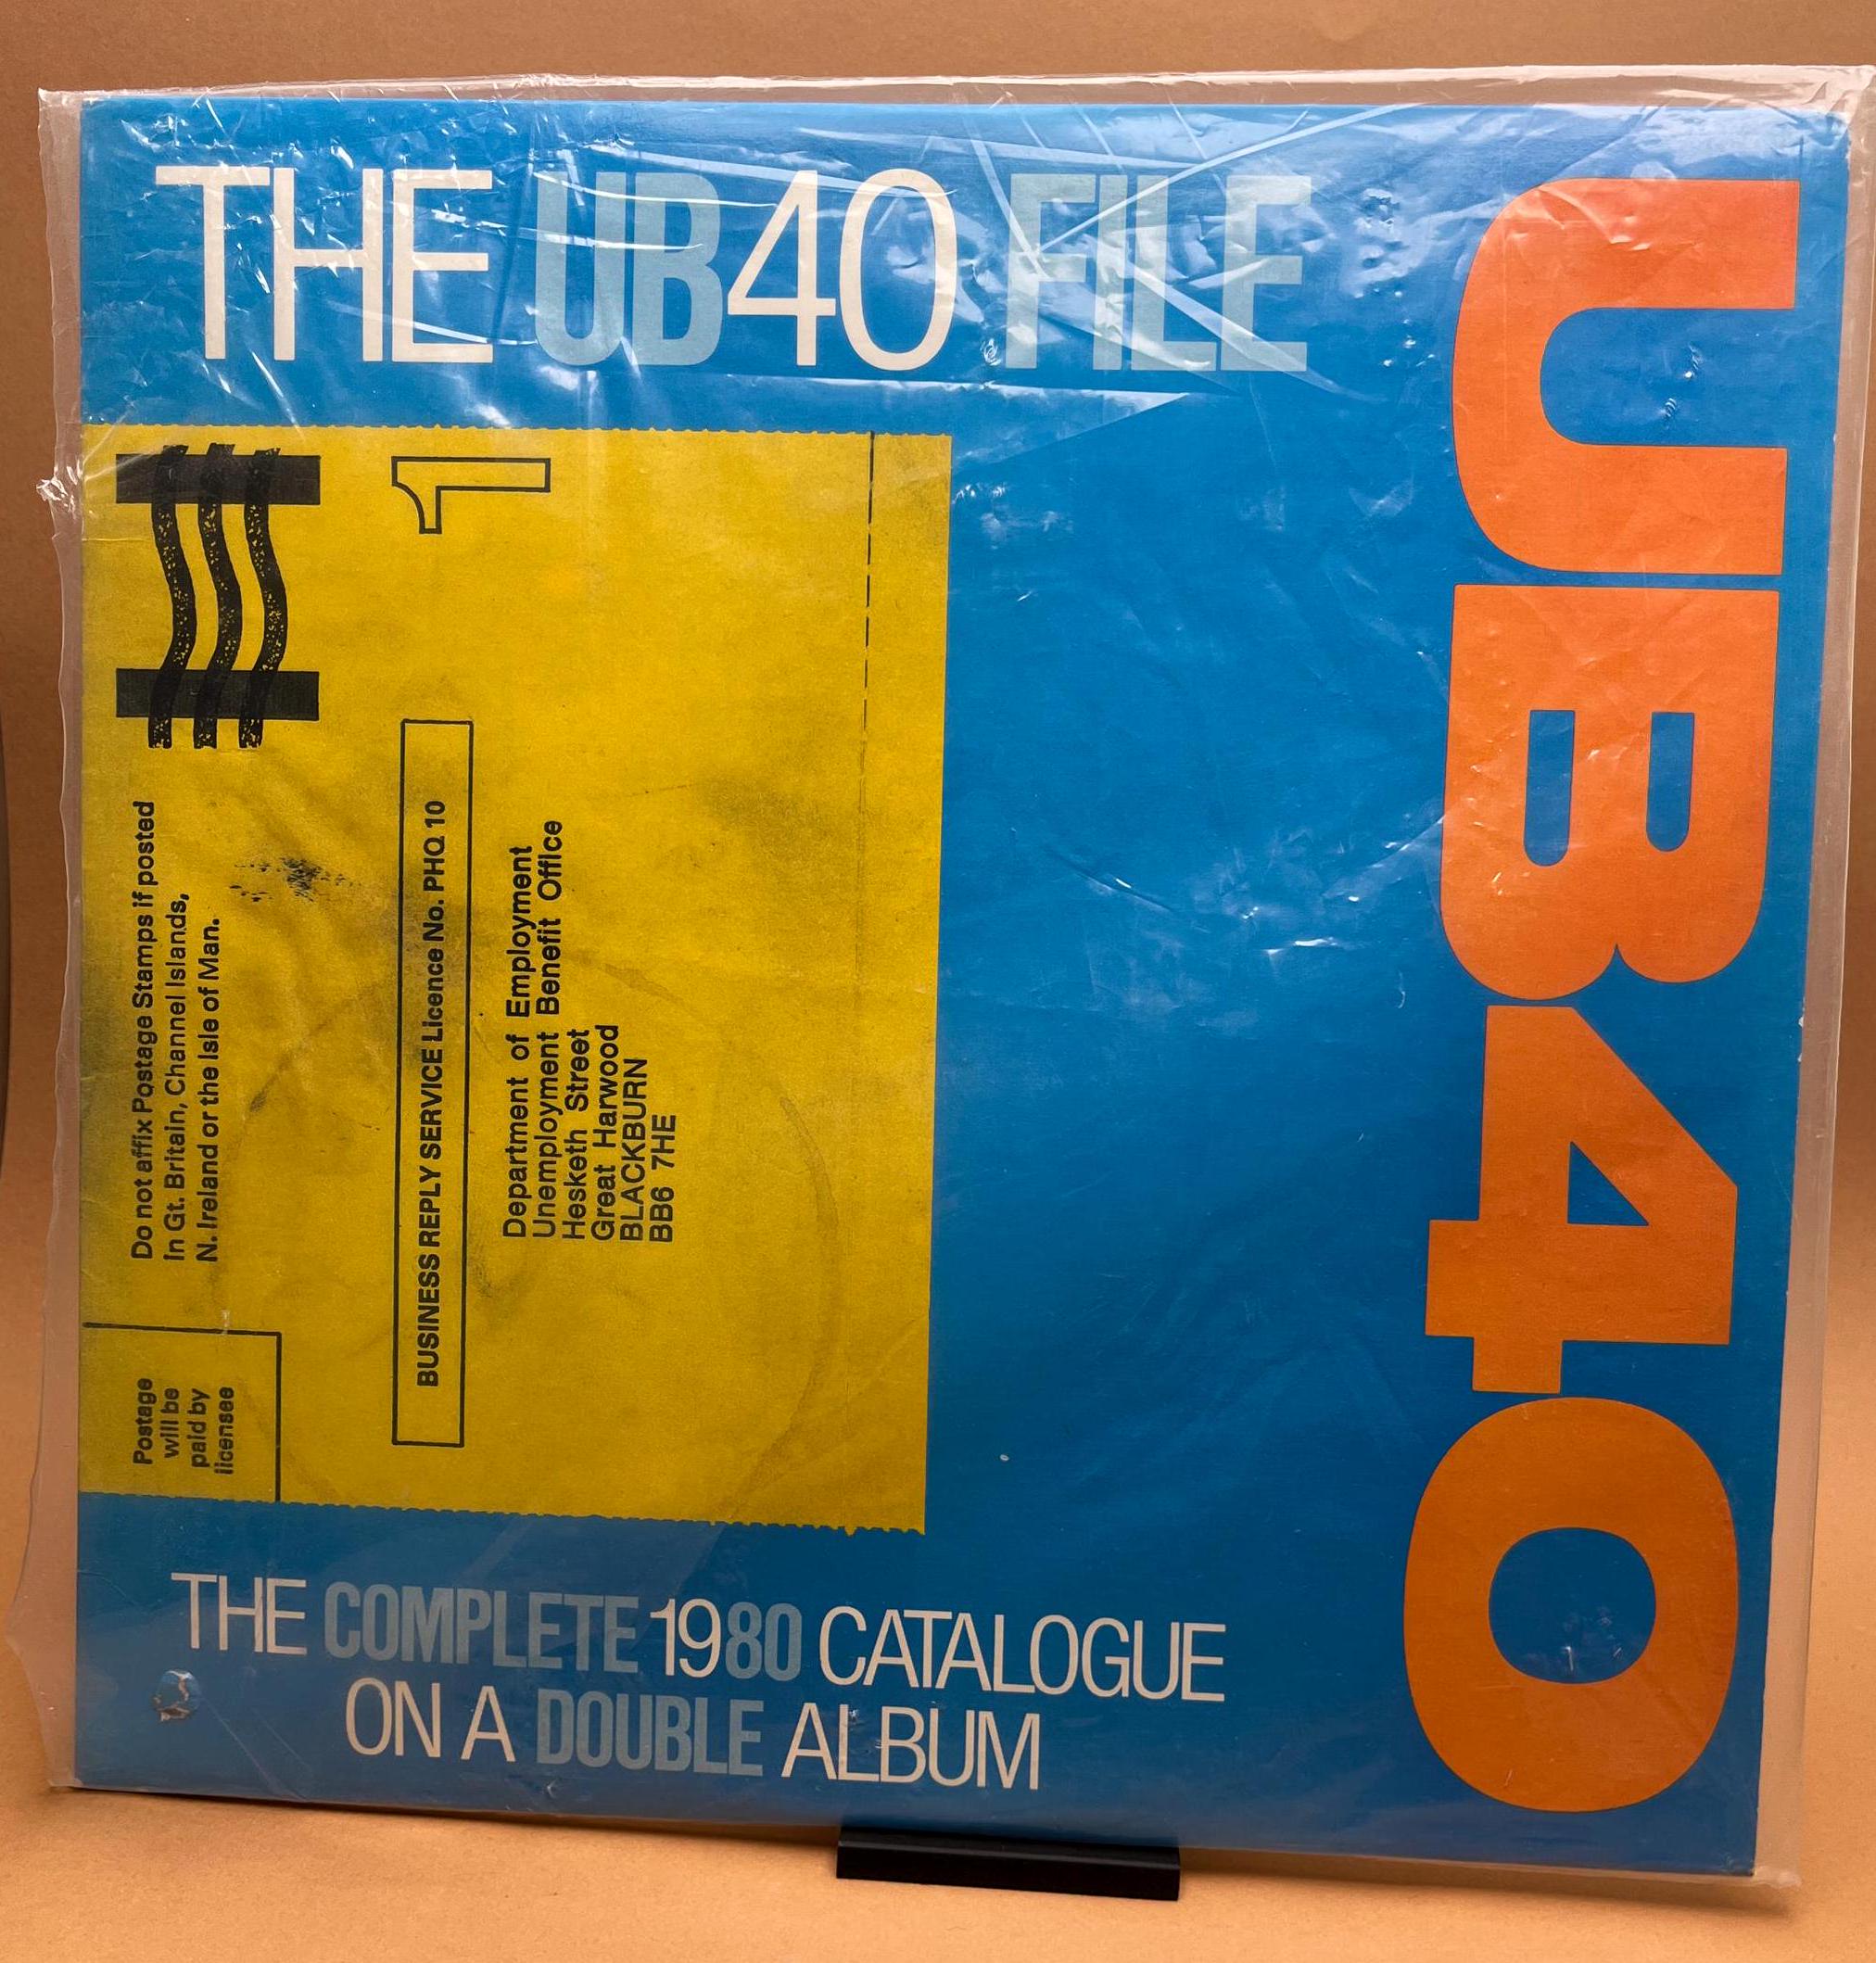 THE UB40 FILE
UB40
1
Do not affix Postage Stamps if posted
in Gt. Britain, Channel Islands,
N. Ireland or the Isle of Man.
Postage
will be
paid by
licensee
BUSINESS REPLY SERVICE Licence No. PHQ 10
Department of Employment
Unemployment Benefit Office
Hesketh Street
Great Harwood
BLACKBURN
BB6 7HE
THE COMPLETE 1980 CATALOGUE
ON A DOUBLE ALBUM